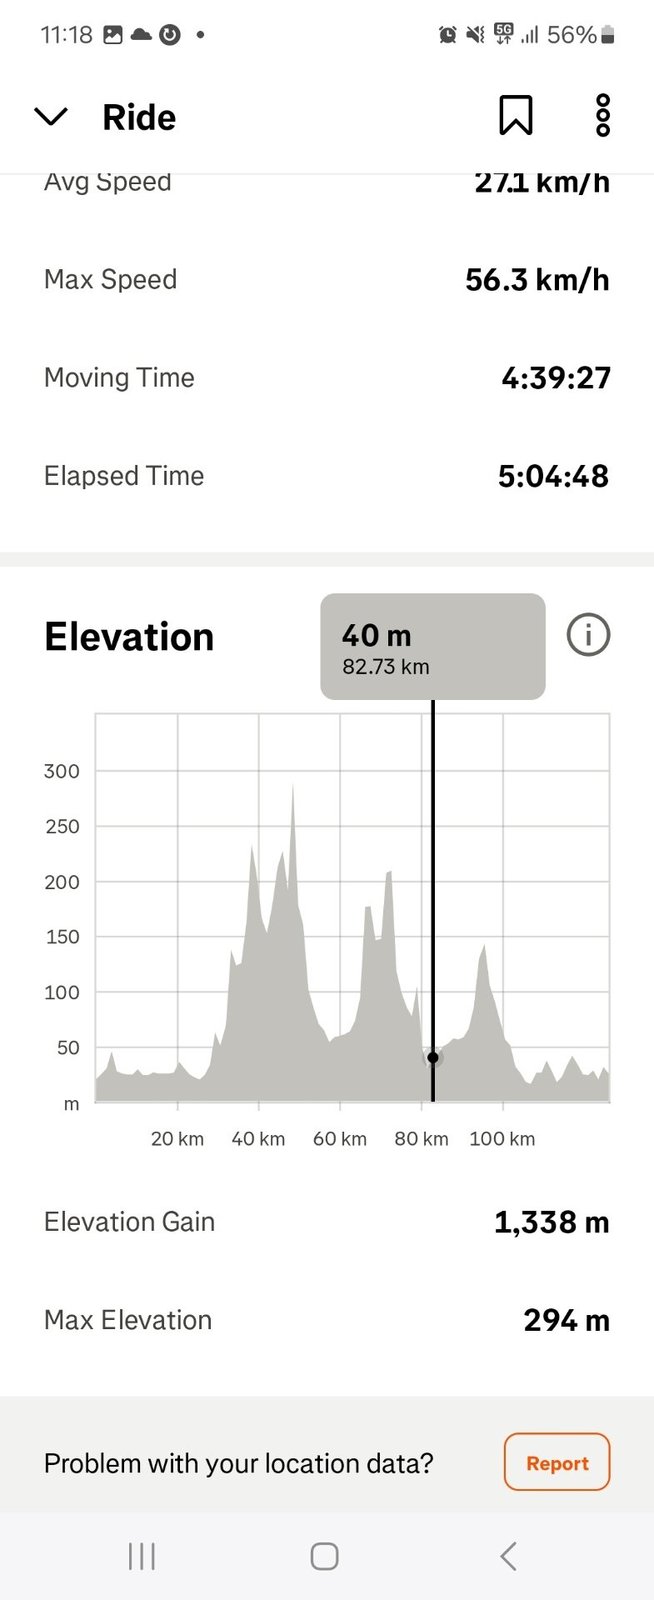 11:18 56%
Ride
Avg Speed 27.1 km/h
Max Speed 56.3 km/h
Moving Time 4:39:27
Elapsed Time 5:04:48
Elevation
40 m
82.73 km
300
250
200
150
100
50
m
20 km 40 km 60 km 80 km 100 km
Elevation Gain 1,338 m
Max Elevation 294 m
Problem with your location data? Report